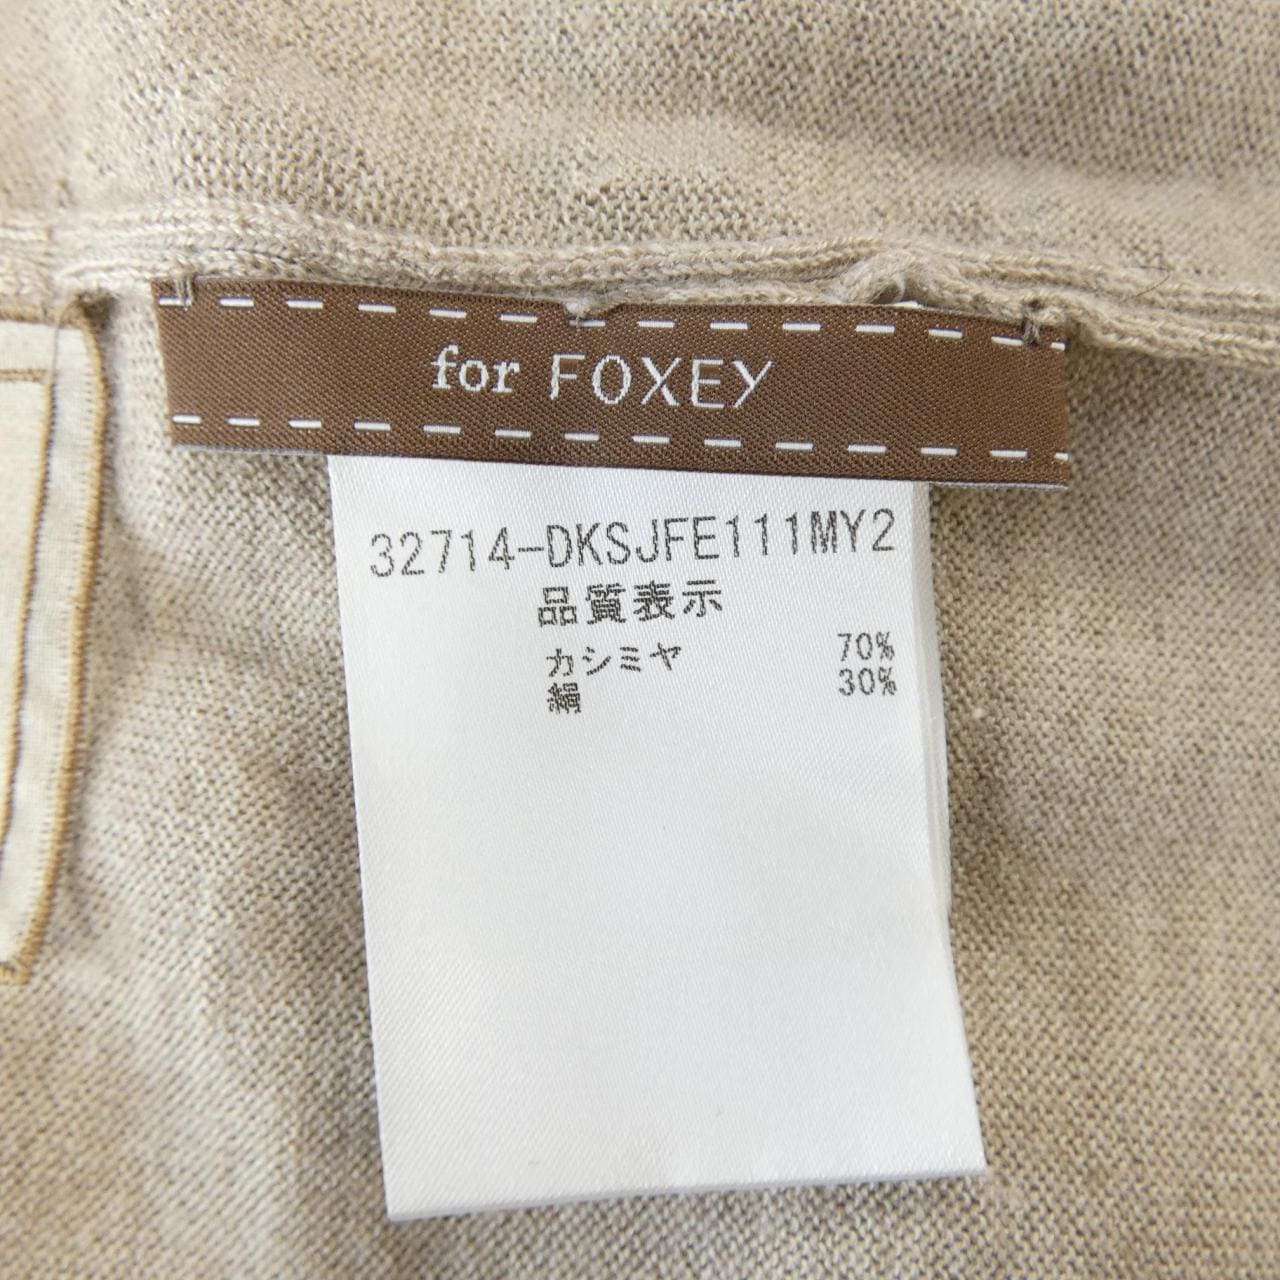 for FOXEY
32714-DKSJFE111MY2
品質表示
カシミヤ 70%
絹 30%